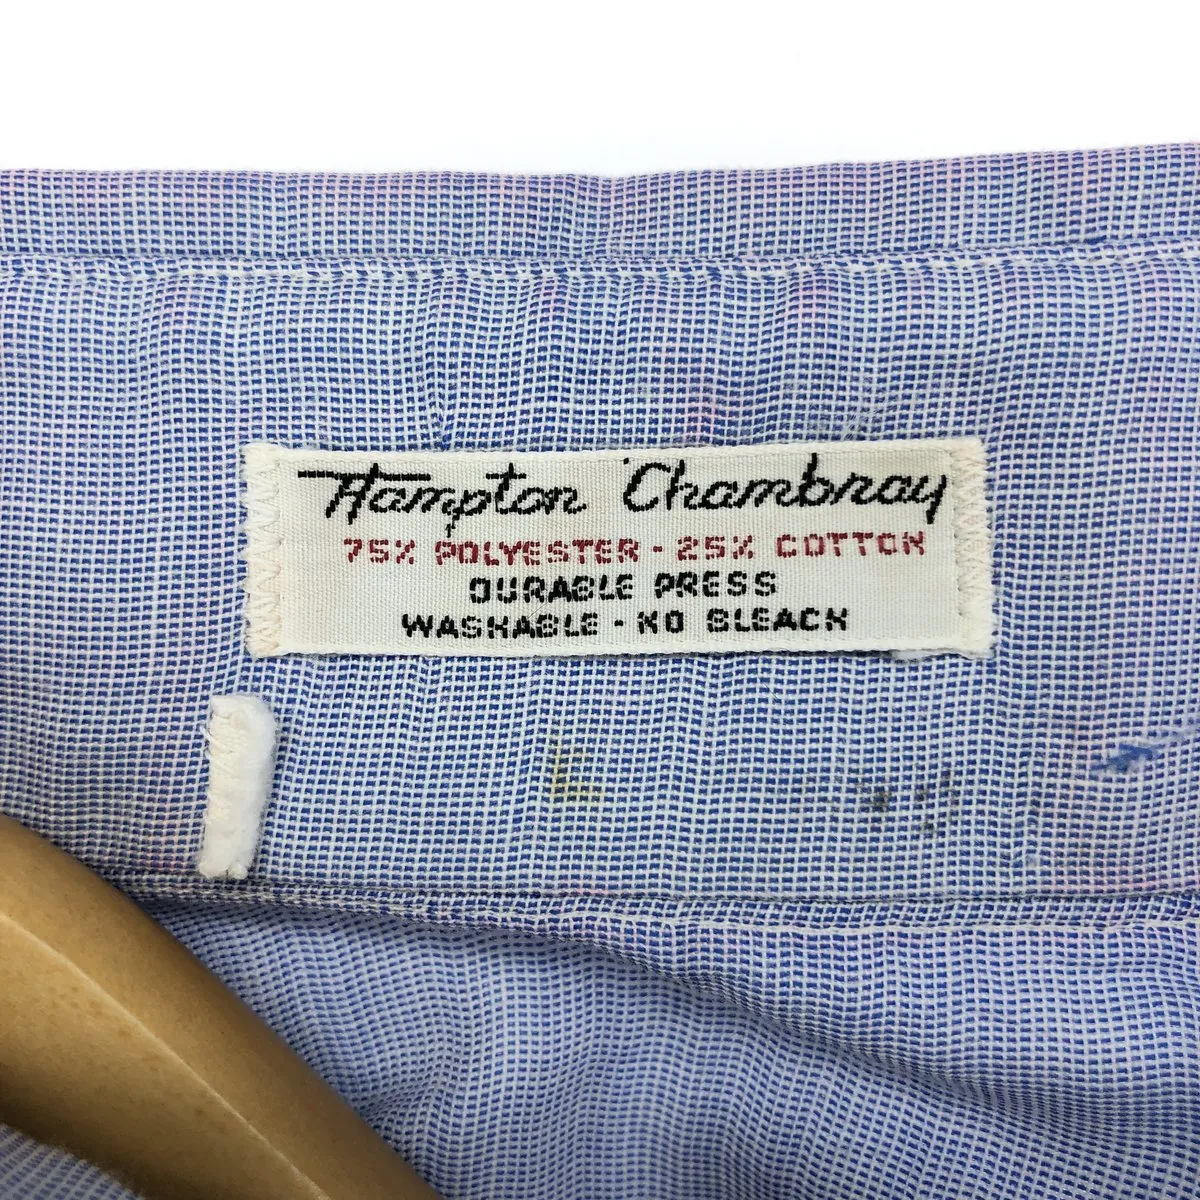 Hampton Chambray
75% POLYESTER - 25% COTTON
DURABLE PRESS
WASHABLE - NO BLEACH